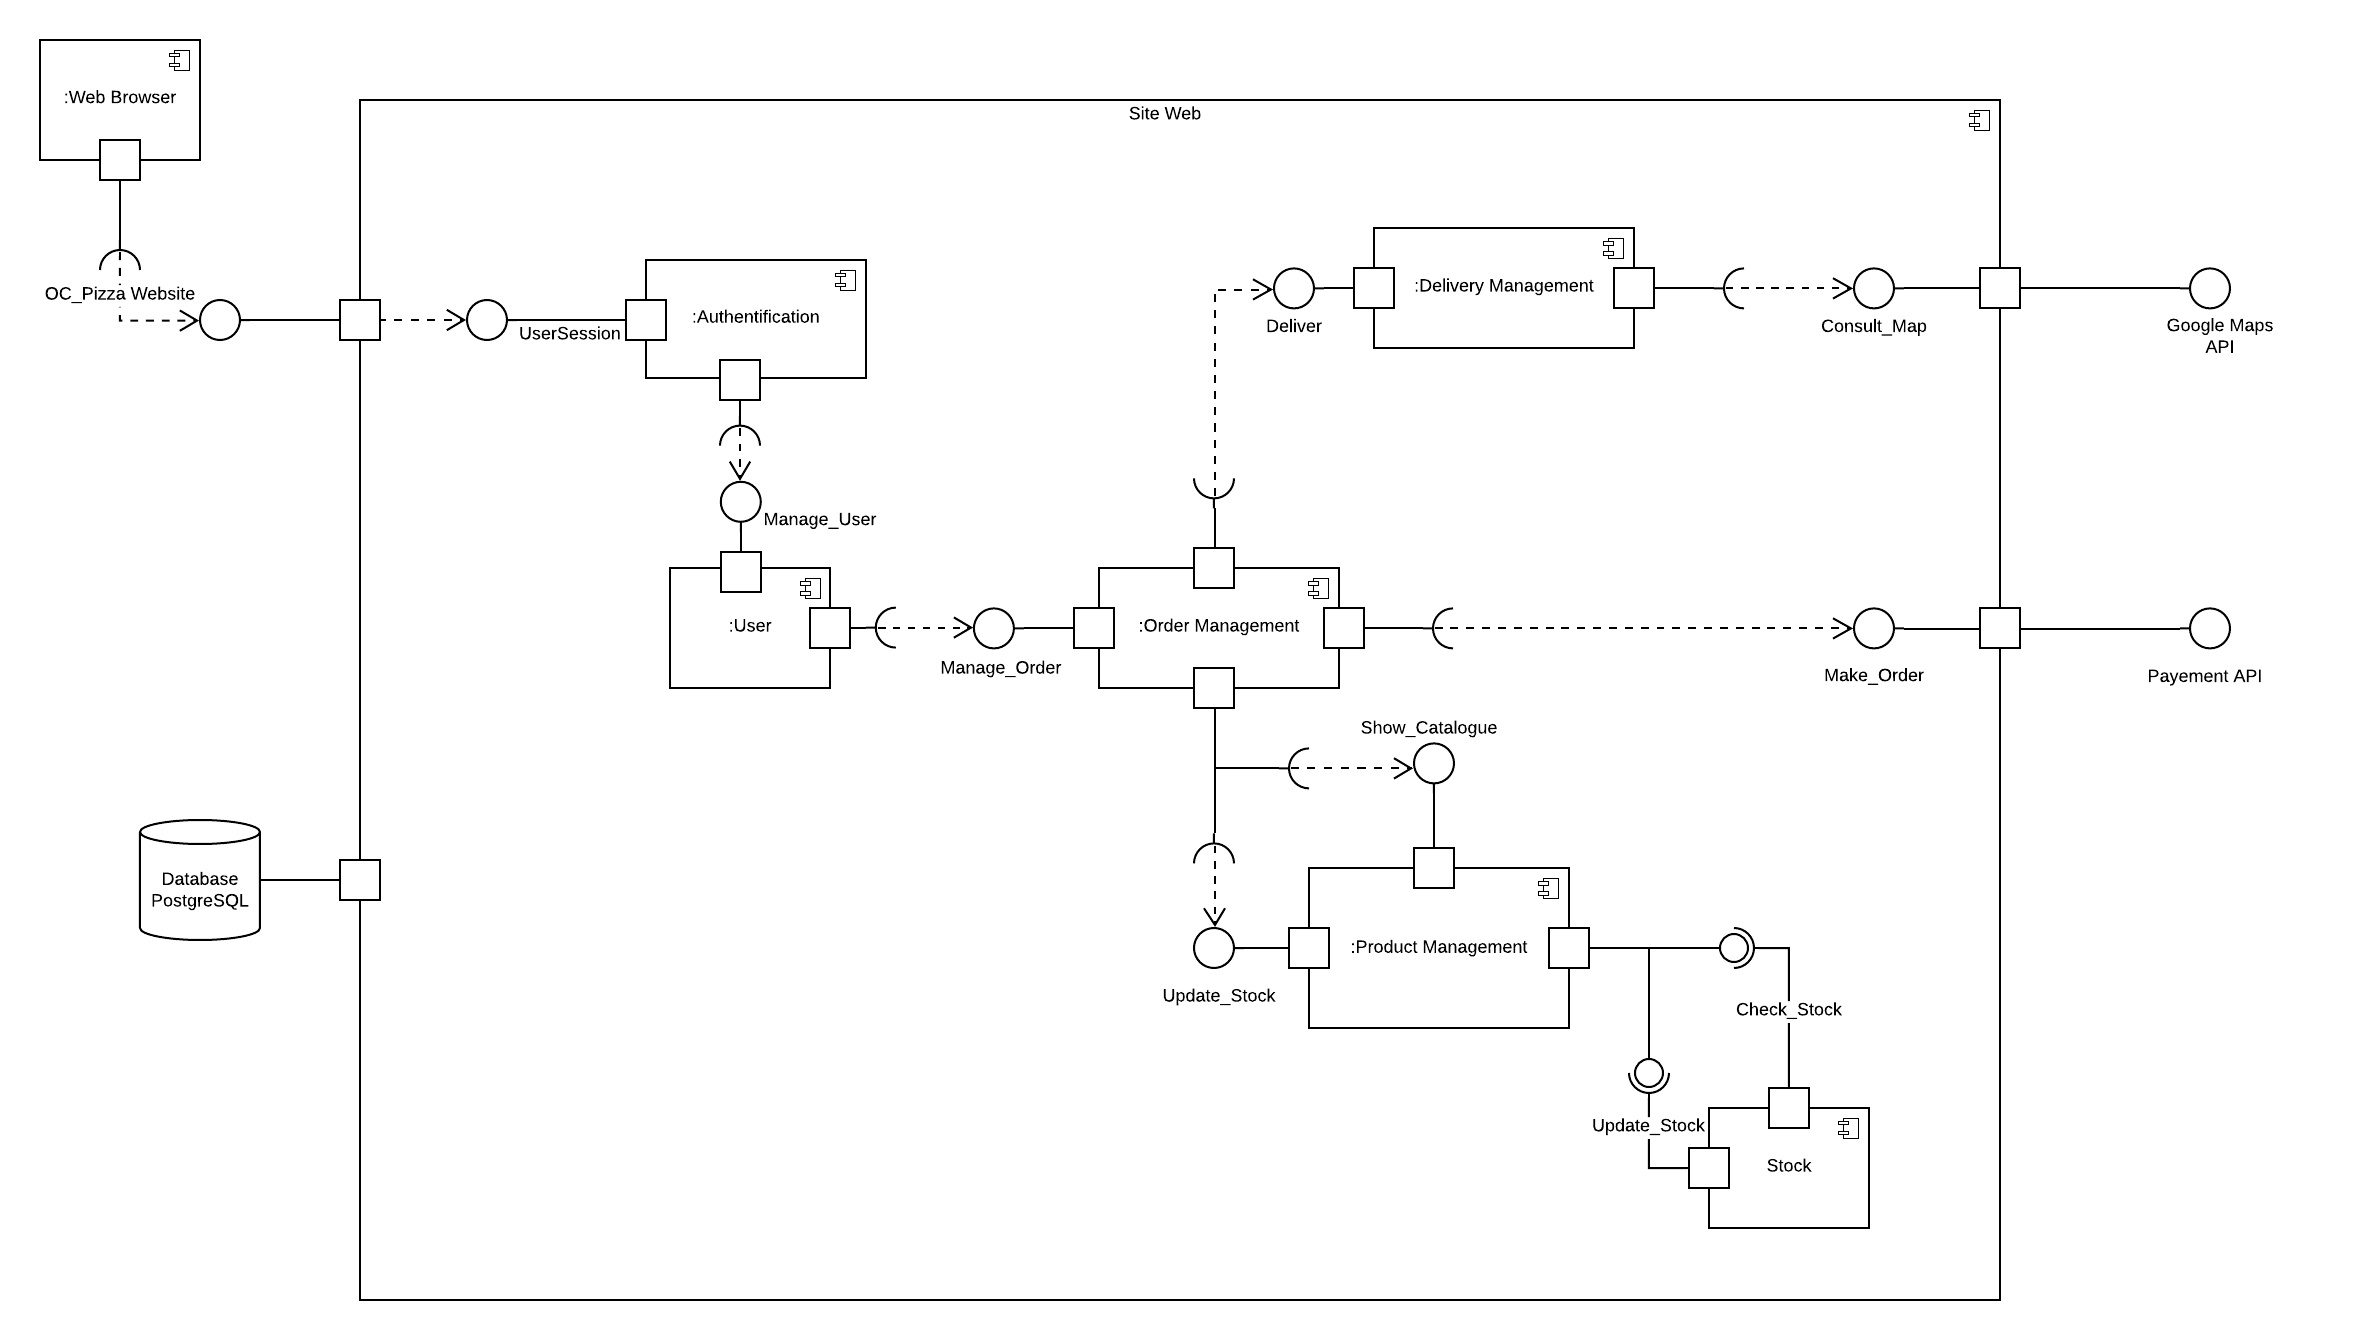 :Web Browser
Site Web
OC_Pizza Website
UserSession
:Authentification
:Delivery Management
Deliver
Consult_Map
Google Maps
API
Manage_User
:User
Manage_Order
:Order Management
Make_Order
Payement API
Show_Catalogue
Database
PostgreSQL
:Product Management
Update_Stock
Check_Stock
Update_Stock
Stock